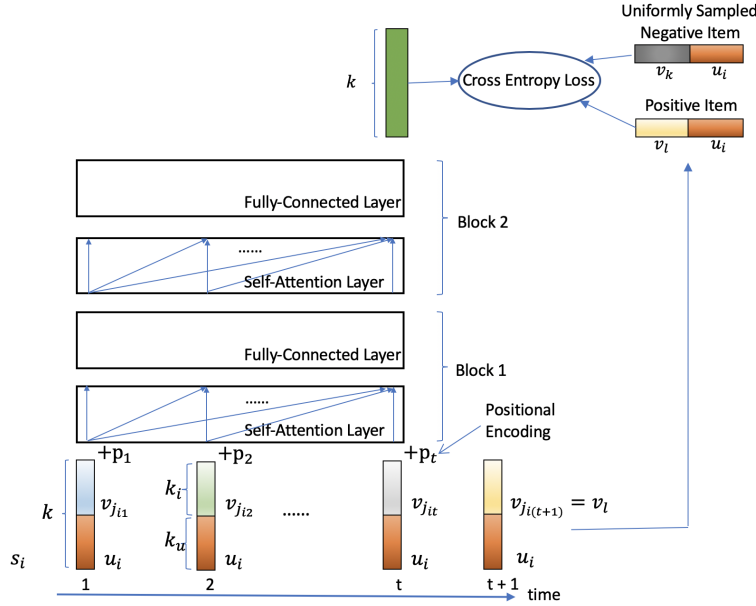 Uniformly Sampled
Negative Item
v_k u_i
k
Cross Entropy Loss
Positive Item
v_l u_i
Fully-Connected Layer
Block 2
......
Self-Attention Layer
Fully-Connected Layer
Block 1
......
Self-Attention Layer
Positional
Encoding
+p_1 +p_2 +p_t
k v_{j_{i1}} k_i v_{j_{i2}} ...... v_{j_{it}} v_{j_{i(t+1)}} = v_l
s_i u_i k_u u_i u_i u_i
1 2 t t + 1
time